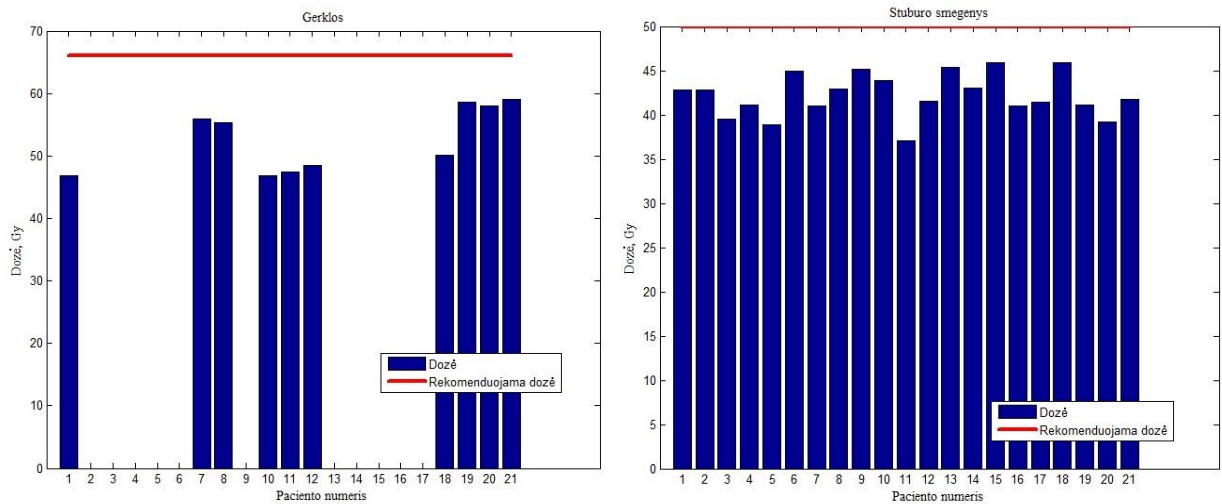 Gerklos
70
60
50
40
30
20
10
0
Dozė, Gy
Dozė
Rekomenduojama dozė
1 2 3 4 5 6 7 8 9 10 11 12 13 14 15 16 17 18 19 20 21
Paciento numeris
Stuburo smegenys
50
45
40
35
30
25
20
15
10
5
0
Dozė, Gy
Dozė
Rekomenduojama dozė
1 2 3 4 5 6 7 8 9 10 11 12 13 14 15 16 17 18 19 20 21
Paciento numeris